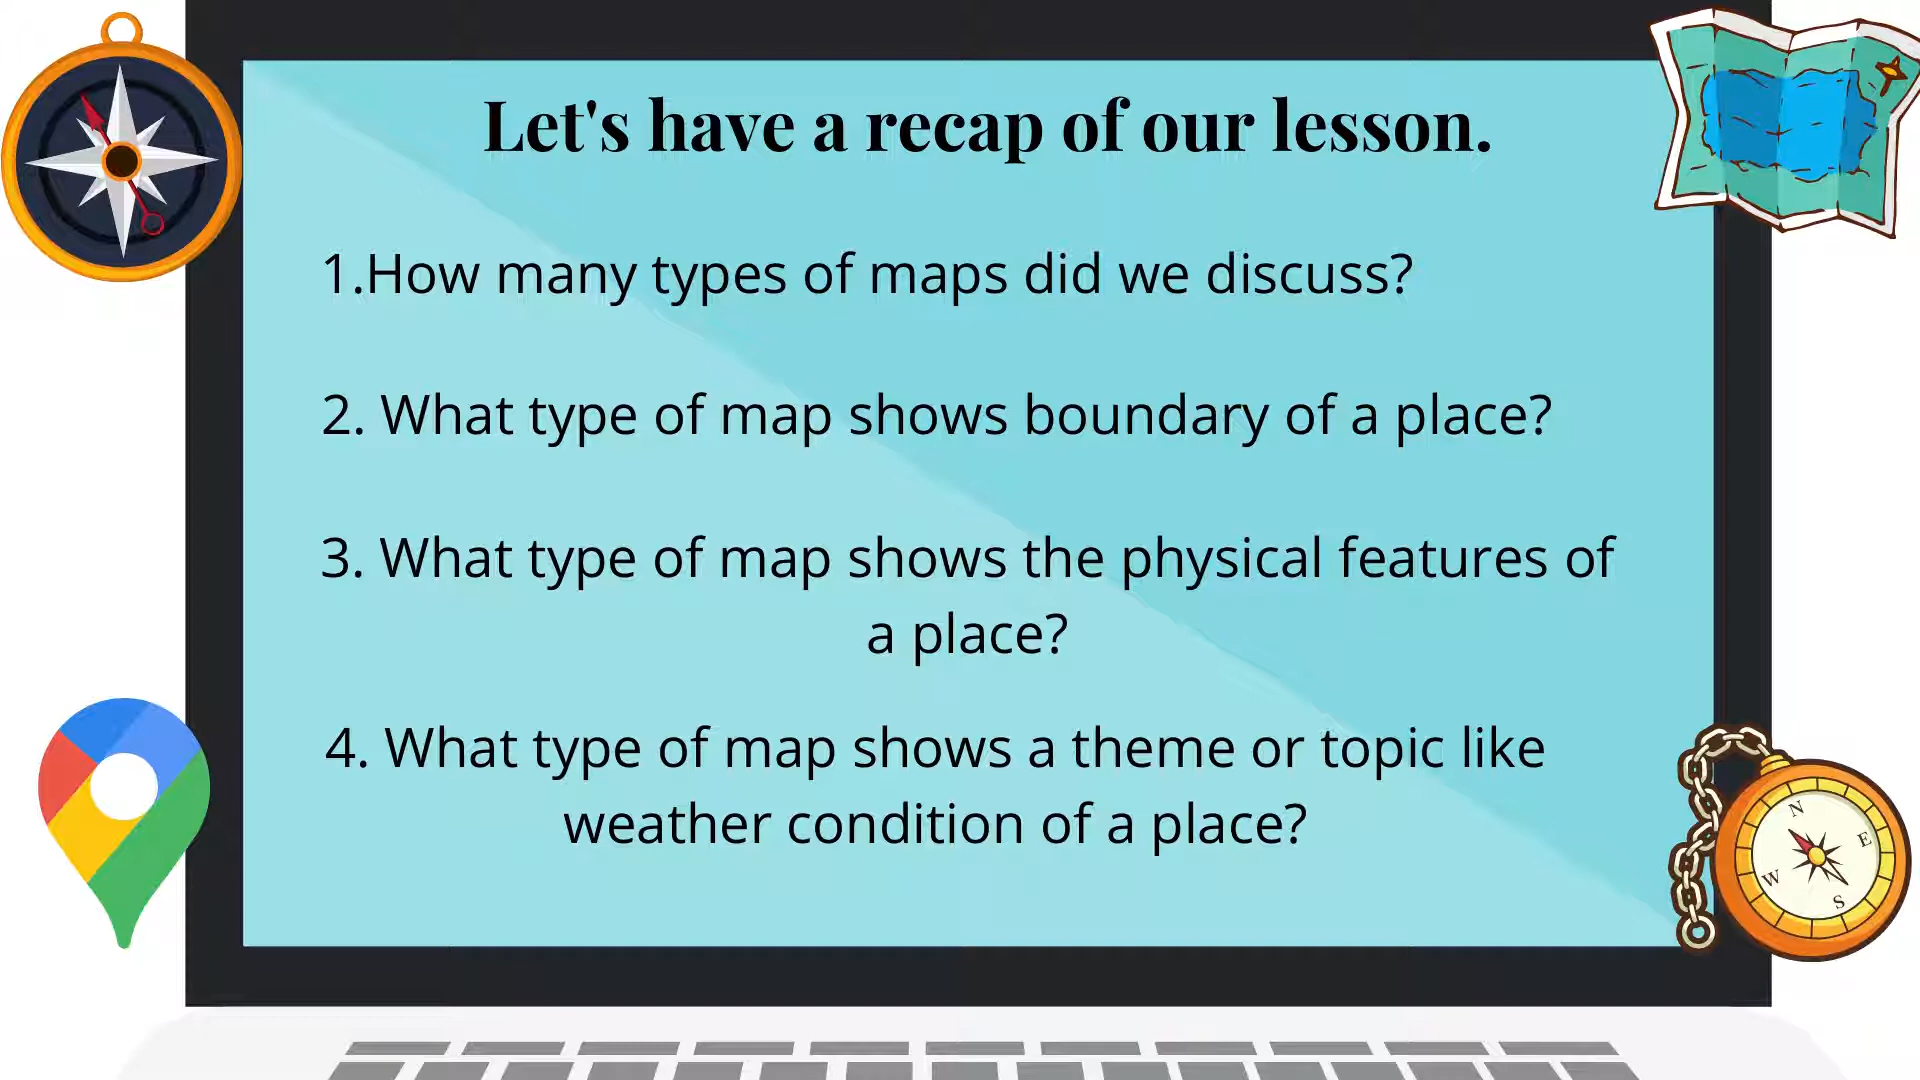 Let's have a recap of our lesson.
1.How many types of maps did we discuss?
2. What type of map shows boundary of a place?
3. What type of map shows the physical features of
a place?
4. What type of map shows a theme or topic like
weather condition of a place?
N
E
W
S